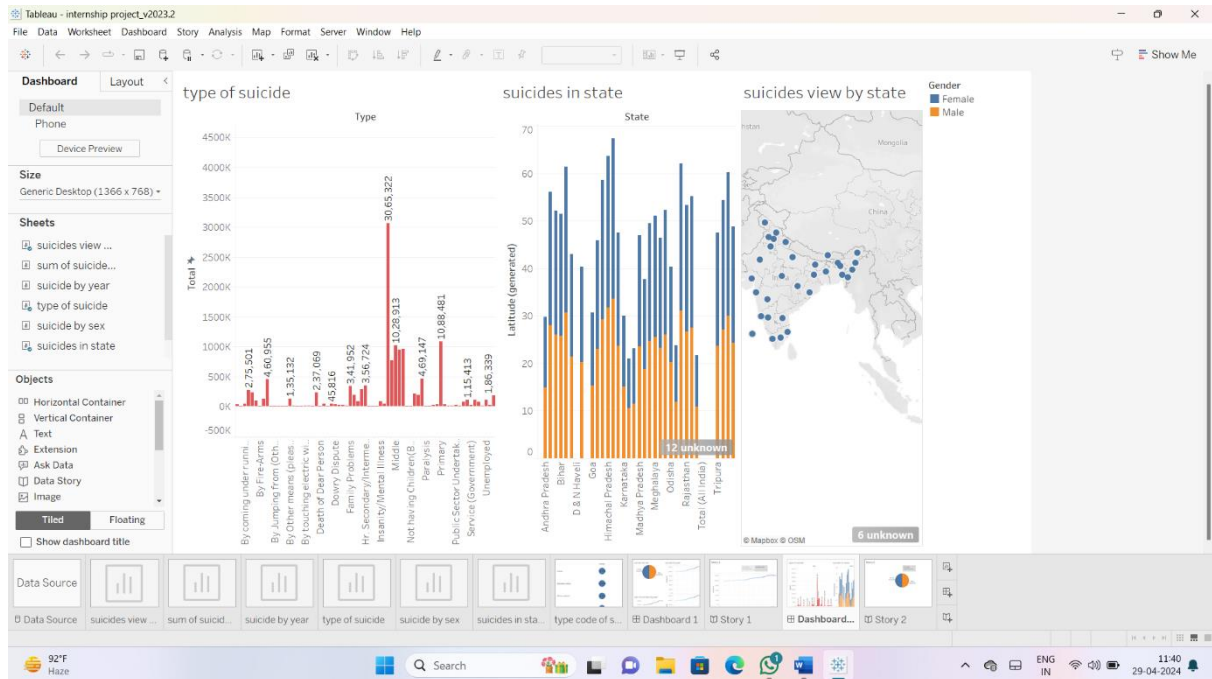 Tableau - internship project_v2023.2
File Data Worksheet Dashboard Story Analysis Map Format Server Window Help
Show Me
Dashboard Layout
Default
Phone
Device Preview
Size
Generic Desktop (1366 x 768)
Sheets
suicides view ...
sum of suicide...
suicide by year
type of suicide
suicide by sex
suicides in state
Objects
Horizontal Container
Vertical Container
Text
Extension
Ask Data
Data Story
Image
Tiled Floating
Show dashboard title
type of suicide
Type
Total
4500K
4000K
3500K
3000K
2500K
2000K
1500K
1000K
500K
0K
-500K
2,75,501
4,60,955
1,35,132
2,37,069
45,816
3,41,952
3,56,724
30,65,322
10,28,913
4,69,147
10,88,481
1,15,413
1,86,339
By coming under runni..
By Fire-Arms
By Jumping from (Oth..
By Other means (pleas..
By touching electric wi..
Death of Dear Person
Dowry Dispute
Family Problems
Hr. Secondary/Interme..
Insanity/Mental Illness
Middle
Not having Children(B..
Paralysis
Primary
Public Sector Undertak..
Service (Government)
Unemployed
suicides in state
State
Latitude (generated)
70
60
50
40
30
20
10
0
12 unknown
Andhra Pradesh
Bihar
D & N Haveli
Goa
Himachal Pradesh
Karnataka
Madhya Pradesh
Meghalaya
Odisha
Rajasthan
Total (All India)
Tripura
suicides view by state
Mongolia
China
© Mapbox © OSM
6 unknown
Gender
Female
Male
Data Source
Data Source
suicides view ...
sum of suicid...
suicide by year
type of suicide
suicide by sex
suicides in sta...
type code of s...
Dashboard 1
Story 1
Dashboard...
Story 2
92°F
Haze
Search
ENG
IN
11:40
29-04-2024